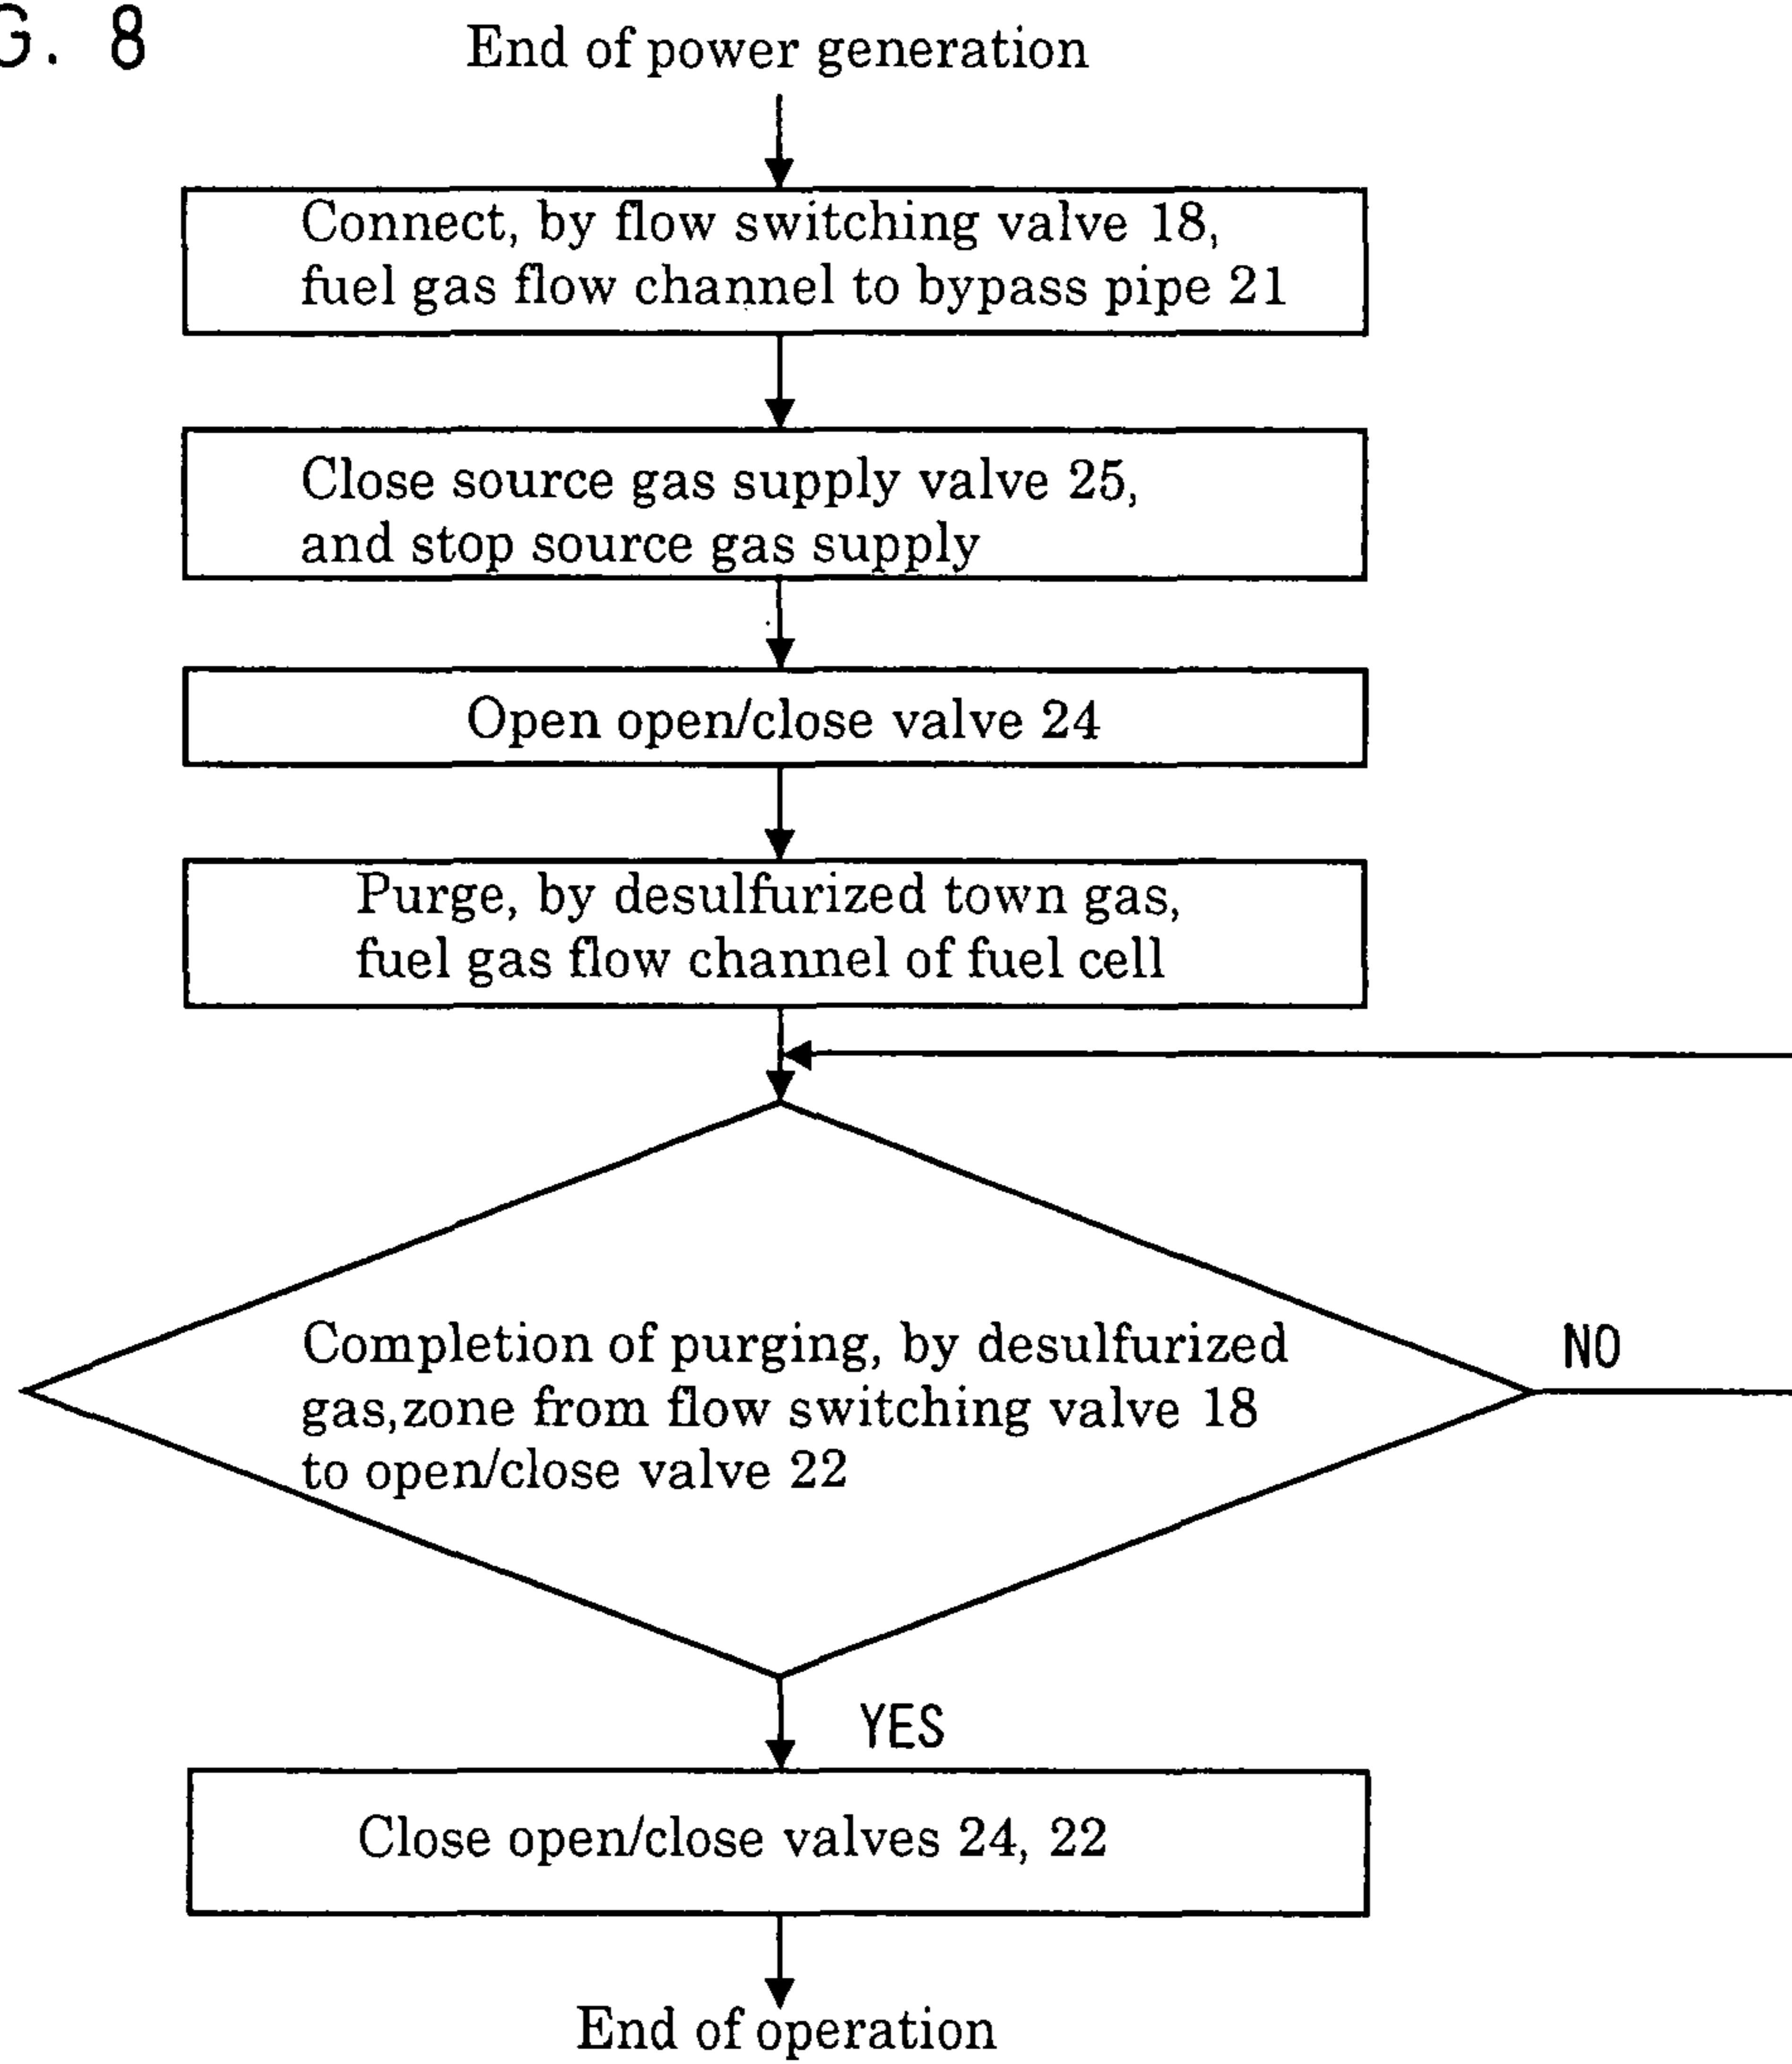 G. 8
End of power generation
Connect, by flow switching valve 18,
fuel gas flow channel to bypass pipe 21
Close source gas supply valve 25,
and stop source gas supply
Open open/close valve 24
Purge, by desulfurized town gas,
fuel gas flow channel of fuel cell
Completion of purging, by desulfurized
gas,zone from flow switching valve 18
to open/close valve 22
NO
YES
Close open/close valves 24, 22
End of operation